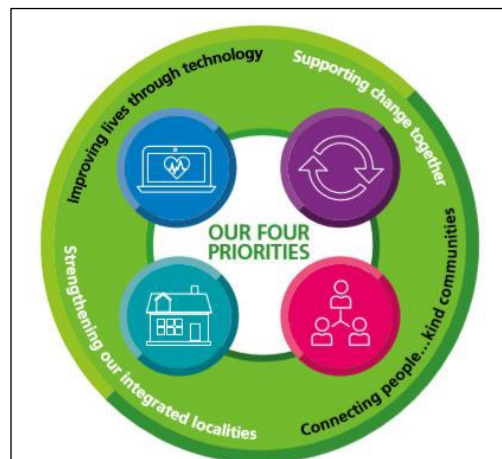 Improving lives through technology
Supporting change together
OUR FOUR
PRIORITIES
Strengthening our integrated localities
Connecting people...kind communities